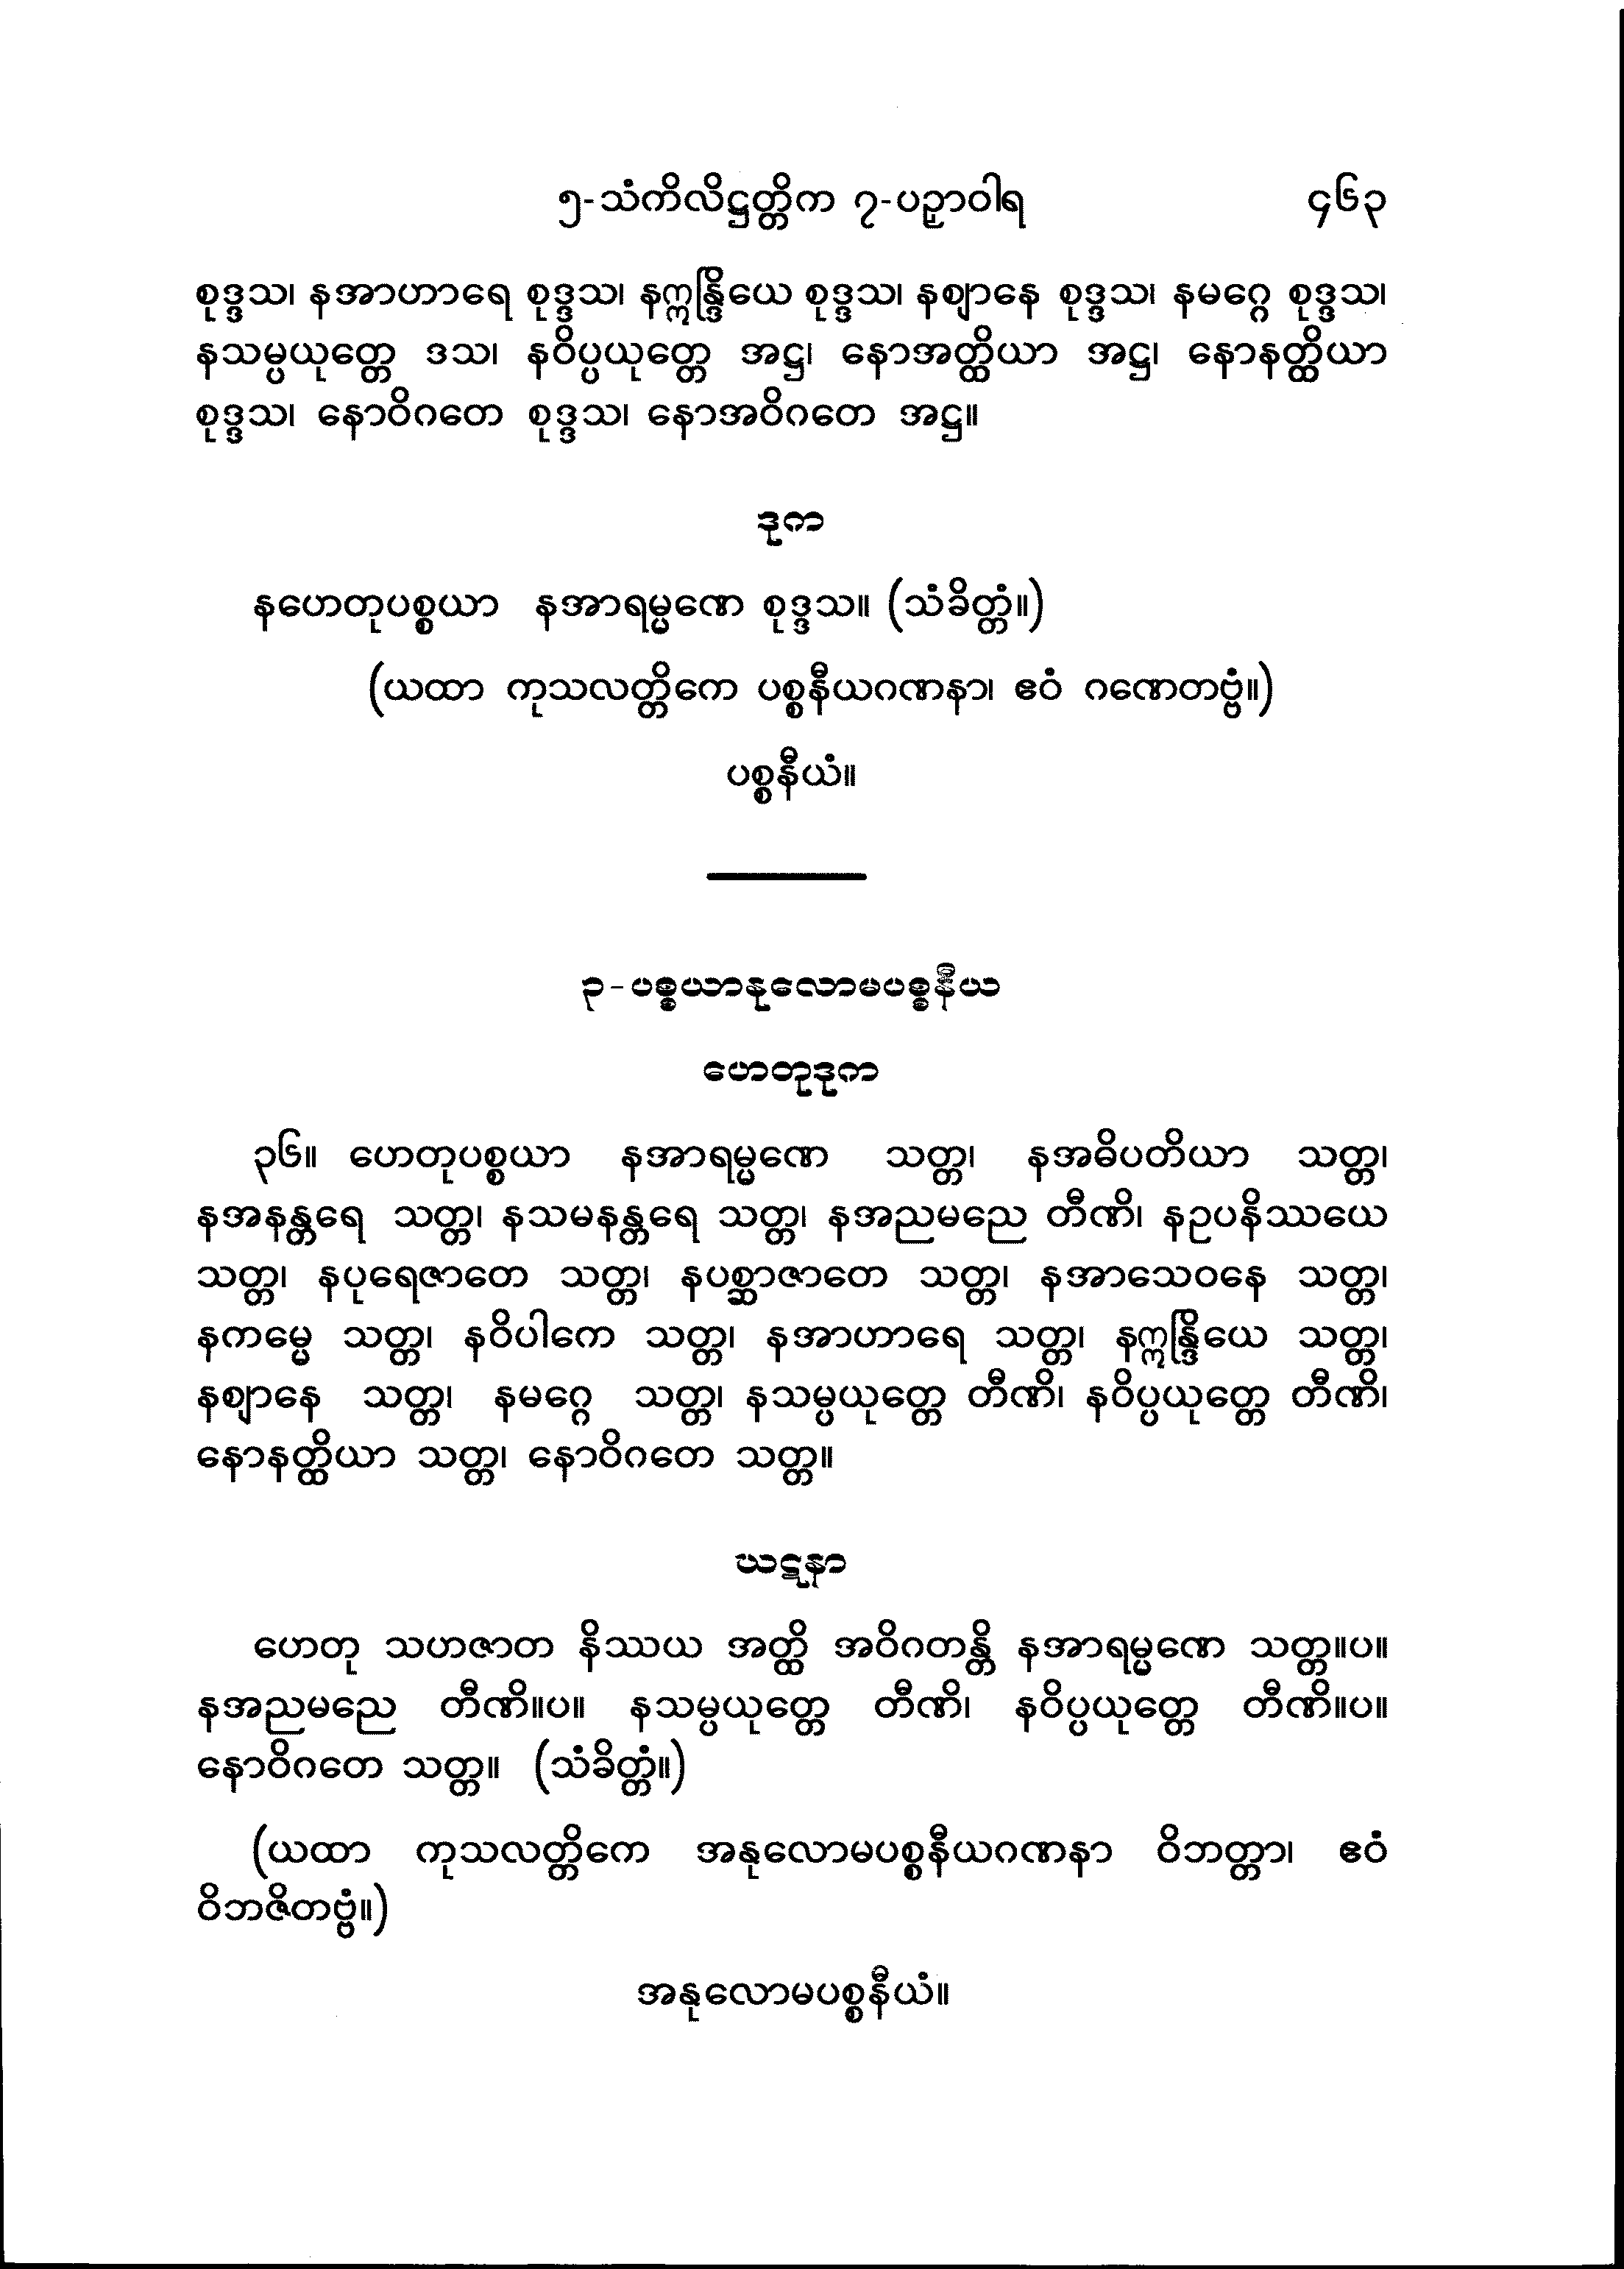 ၅-သံကိလိဋ္ဌတ္တိက ၇-ပဉှာဝါရ ၄၆၃
စုဒ္ဒသ၊ နအာဟာရေ စုဒ္ဒသ၊ နဣန္ဒြိယေ စုဒ္ဒသ၊ နဈာနေ စုဒ္ဒသ၊ နမဂ္ဂေ စုဒ္ဒသ၊
နသမ္ပယုတ္တေ ဒသ၊ နဝိပ္ပယုတ္တေ အဋ္ဌ၊ နောအတ္ထိယာ အဋ္ဌ၊ နောနတ္ထိယာ
စုဒ္ဒသ၊ နောဝိဂတေ စုဒ္ဒသ၊ နောအဝိဂတေ အဋ္ဌ။
ဒုက
နဟေတုပစ္စယာ နအာရမ္မဏေ စုဒ္ဒသ။ (သံခိတ္တံ။)
(ယထာ ကုသလတ္တိကေ ပစ္စနီယဂဏနာ၊ ဧဝံ ဂဏေတဗ္ဗံ။)
ပစ္စနီယံ။
၃-ပစ္စယာနုလောမပစ္စနီယ
ဟေတုဒုက
၃၆။ ဟေတုပစ္စယာ နအာရမ္မဏေ သတ္တ၊ နအဓိပတိယာ သတ္တ၊
နအနန္တရေ သတ္တ၊ နသမနန္တရေ သတ္တ၊ နအညမညေ တီဏိ၊ နဥပနိဿယေ
သတ္တ၊ နပုရေဇာတေ သတ္တ၊ နပစ္ဆာဇာတေ သတ္တ၊ နအာသေဝနေ သတ္တ၊
နကမ္မေ သတ္တ၊ နဝိပါကေ သတ္တ၊ နအာဟာရေ သတ္တ၊ နဣန္ဒြိယေ သတ္တ၊
နဈာနေ သတ္တ၊ နမဂ္ဂေ သတ္တ၊ နသမ္ပယုတ္တေ တီဏိ၊ နဝိပ္ပယုတ္တေ တီဏိ၊
နောနတ္ထိယာ သတ္တ၊ နောဝိဂတေ သတ္တ။
ဃဋနာ
ဟေတု သဟဇာတ နိဿယ အတ္ထိ အဝိဂတန္တိ နအာရမ္မဏေ သတ္တ။ပ။
နအညမညေ တီဏိ။ပ။ နသမ္ပယုတ္တေ တီဏိ၊ နဝိပ္ပယုတ္တေ တီဏိ။ပ။
နောဝိဂတေ သတ္တ။ (သံခိတ္တံ။)
(ယထာ ကုသလတ္တိကေ အနုလောမပစ္စနီယဂဏနာ ဝိဘတ္တာ၊ ဧဝံ
ဝိဘဇိတဗ္ဗံ။)
အနုလောမပစ္စနီယံ။